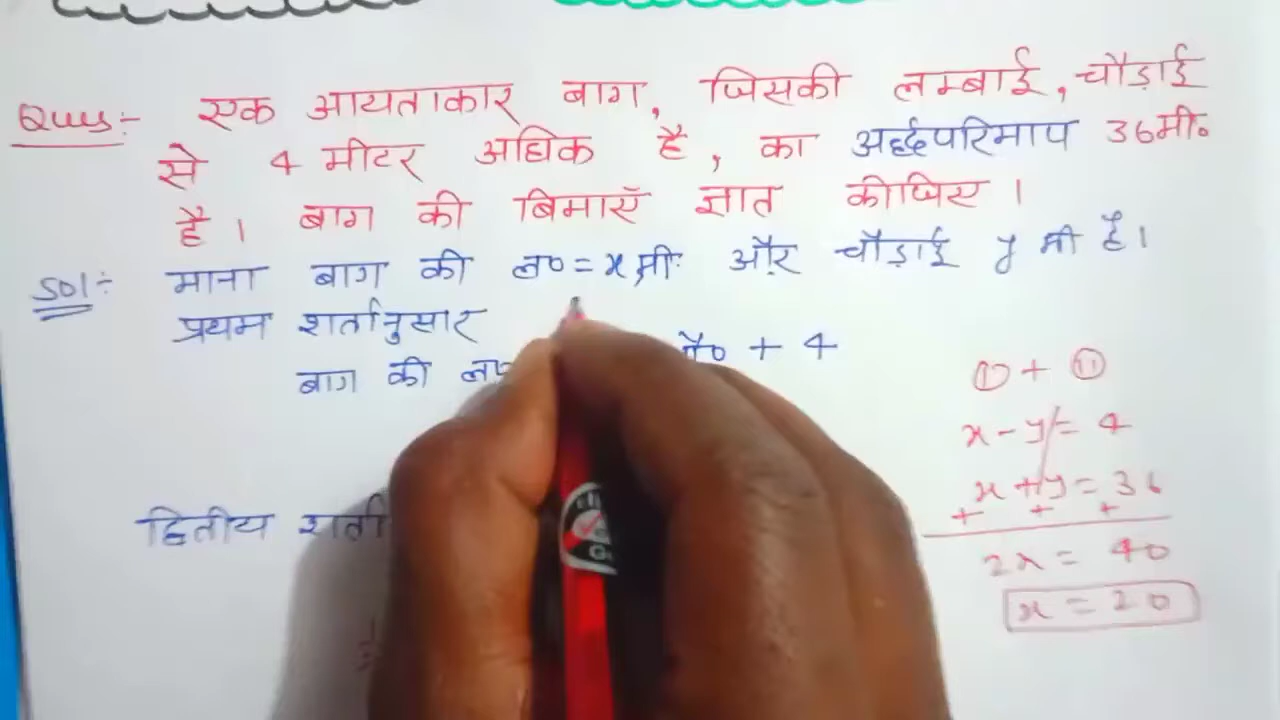 Ques:- एक आयताकार बाग, जिसकी लम्बाई, चौड़ाई
से 4 मीटर अधिक है, का अर्द्धपरिमाप 36मी०
है। बाग की बिमाएँ ज्ञात कीजिए।
Sol:- माना बाग की ल० = x मी. और चौड़ाई y मी है।
प्रथम शर्तानुसार
बाग की ल० + 4
द्वितीय
① + ⑪
x - y = 4
x + y = 36
+ + +
2x = 40
x = 20